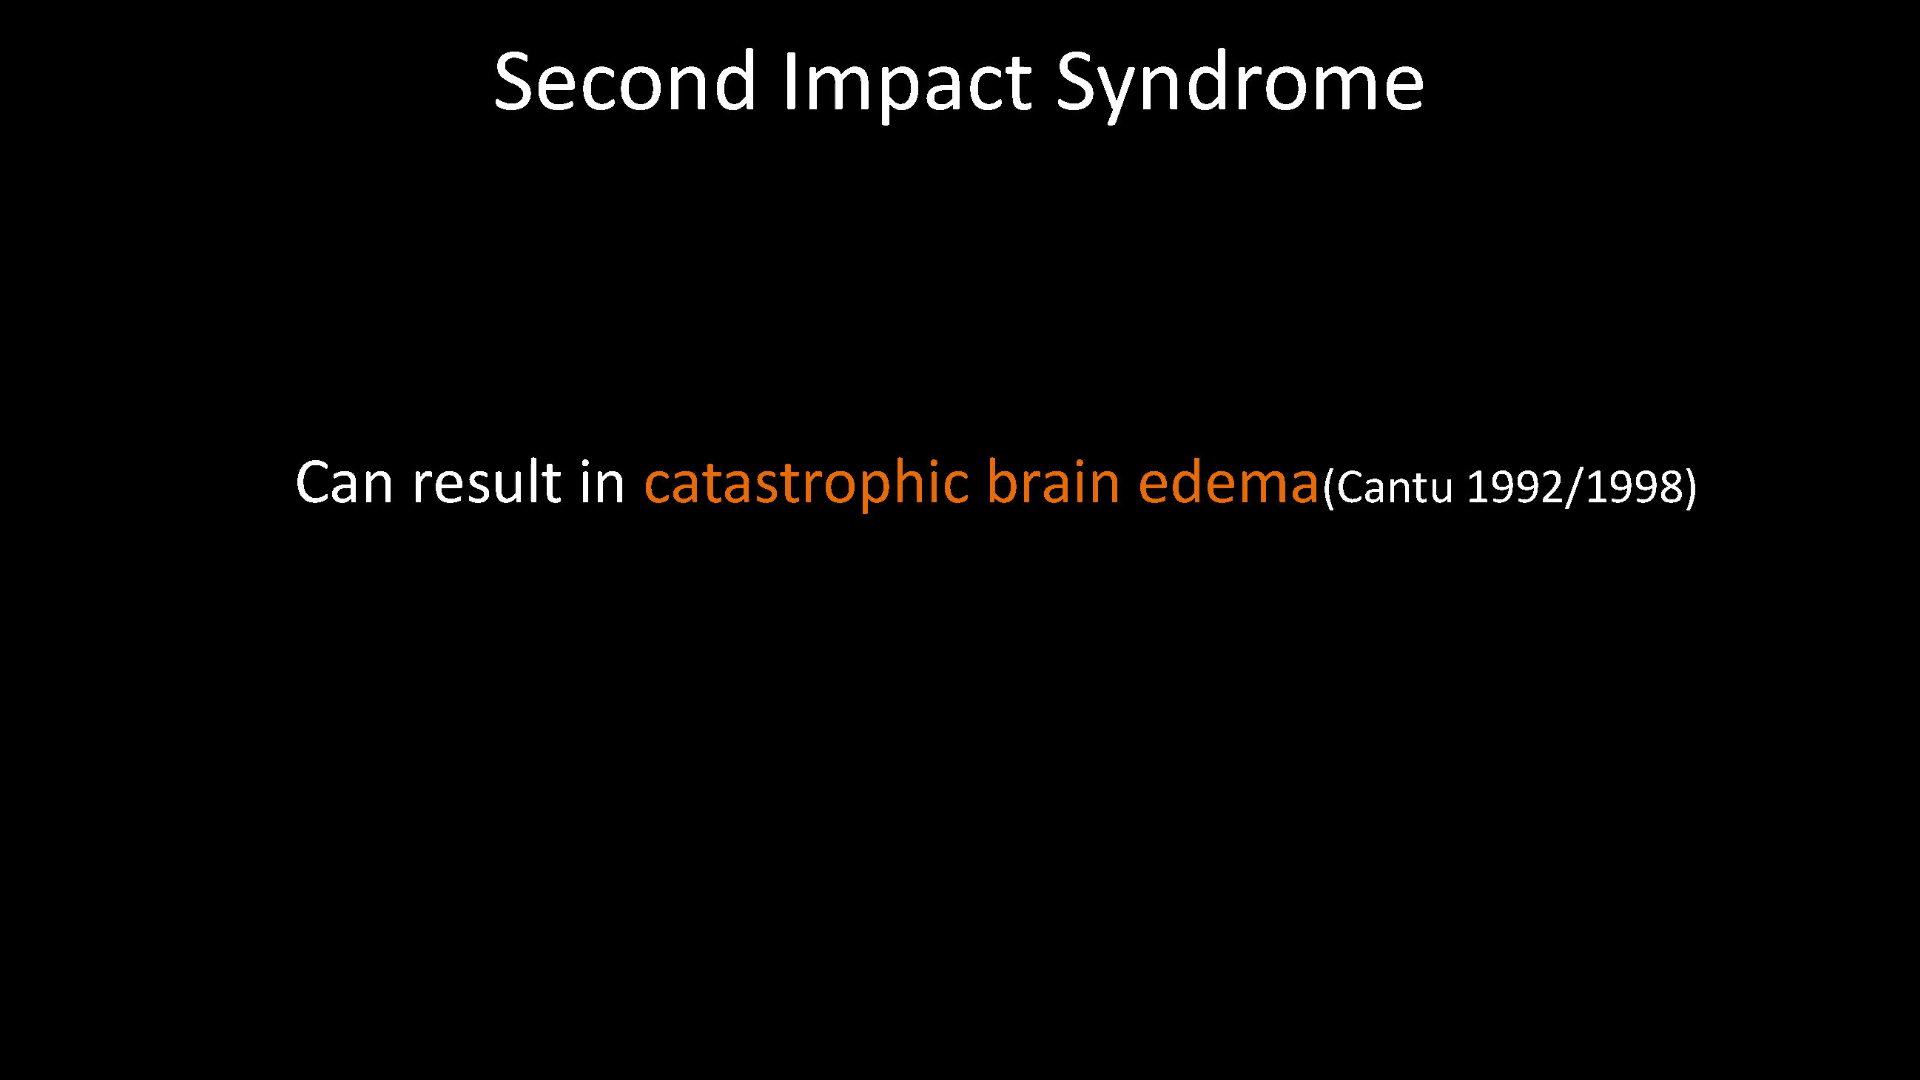 Second Impact Syndrome
Can result in catastrophic brain edema(Cantu 1992/1998)